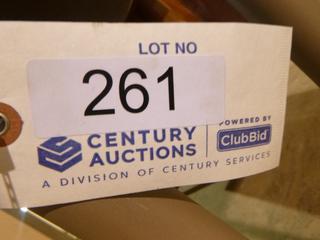 LOT NO
261
CENTURY
AUCTIONS
POWERED BY
ClubBid
A DIVISION OF CENTURY SERVICES